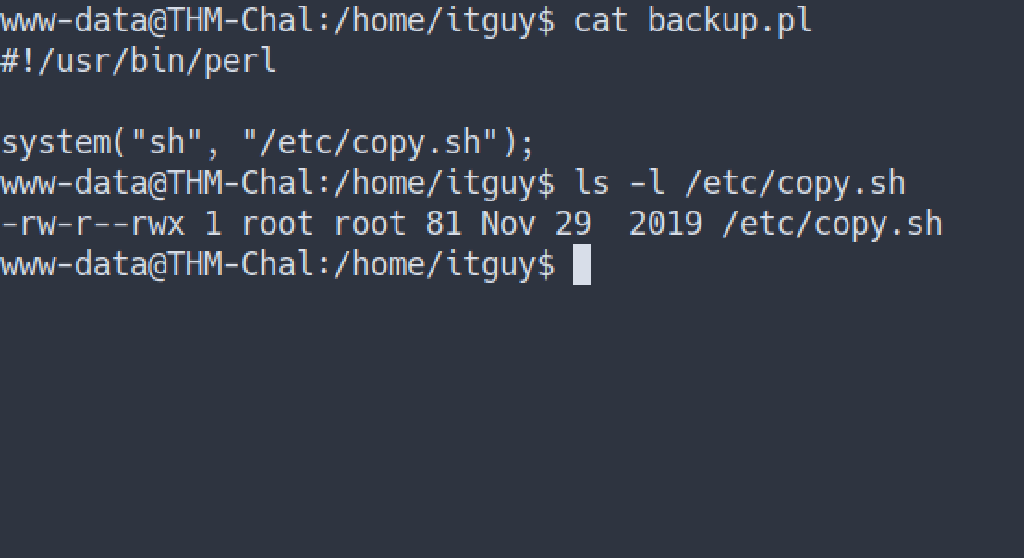 www-data@THM-Chal:/home/itguy$ cat backup.pl
#!/usr/bin/perl
system("sh", "/etc/copy.sh");
www-data@THM-Chal:/home/itguy$ ls -l /etc/copy.sh
-rw-r--rwx 1 root root 81 Nov 29  2019 /etc/copy.sh
www-data@THM-Chal:/home/itguy$